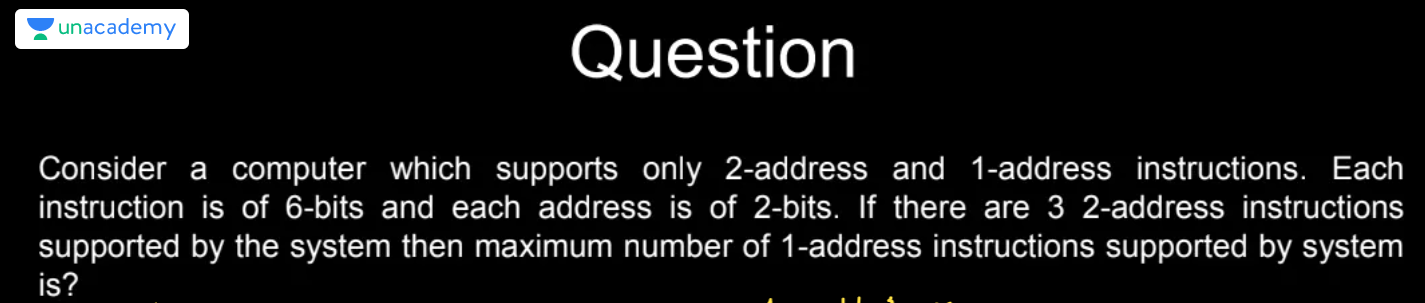 unacademy
Question
Consider a computer which supports only 2-address and 1-address instructions. Each
instruction is of 6-bits and each address is of 2-bits. If there are 3 2-address instructions
supported by the system then maximum number of 1-address instructions supported by system
is?